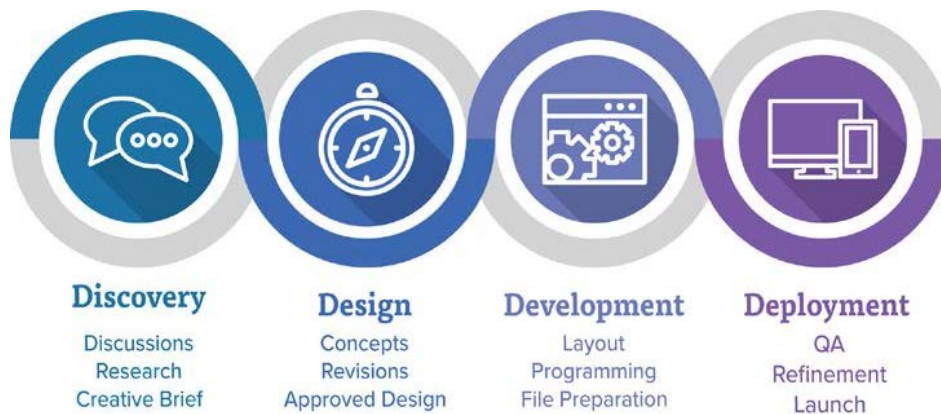 Discovery
Discussions
Research
Creative Brief
Design
Concepts
Revisions
Approved Design
Development
Layout
Programming
File Preparation
Deployment
QA
Refinement
Launch